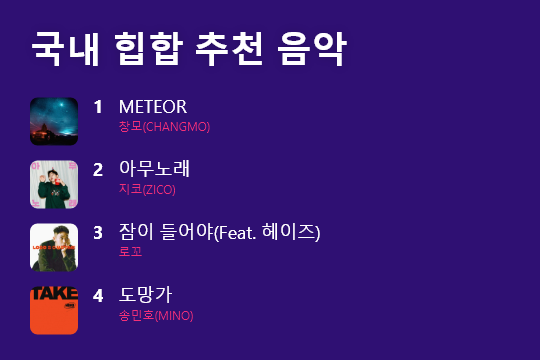 국내 힙합 추천 음악
1 METEOR
창모(CHANGMO)
2 아무노래
지코(ZICO)
3 잠이 들어야(Feat. 헤이즈)
로꼬
4 도망가
송민호(MINO)
TAKE